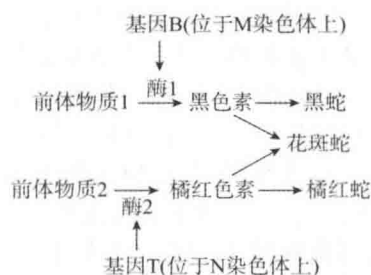 基因B(位于M染色体上)
酶1
前体物质1 黑色素 黑蛇
花斑蛇
前体物质2 橘红色素 橘红蛇
酶2
基因T(位于N染色体上)